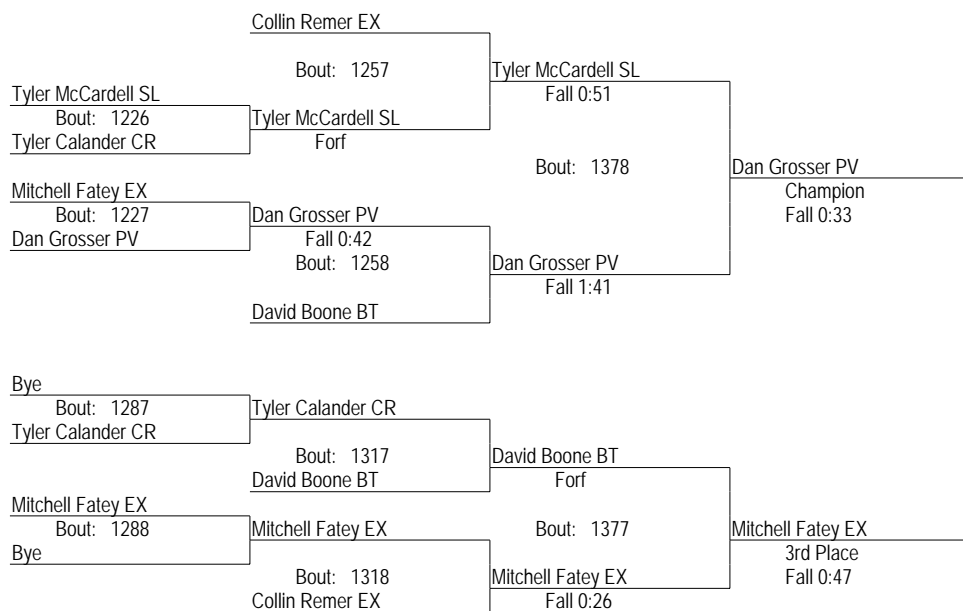 Collin Remer EX
Bout: 1257
Tyler McCardell SL
Fall 0:51
Tyler McCardell SL
Bout: 1226
Tyler McCardell SL
Tyler Calander CR
Forf
Bout: 1378
Dan Grosser PV
Champion
Fall 0:33
Mitchell Fatey EX
Bout: 1227
Dan Grosser PV
Dan Grosser PV
Fall 0:42
Bout: 1258
Dan Grosser PV
Fall 1:41
David Boone BT
Bye
Bout: 1287
Tyler Calander CR
Tyler Calander CR
Bout: 1317
David Boone BT
David Boone BT
Forf
Mitchell Fatey EX
Bout: 1288
Mitchell Fatey EX
Bye
Bout: 1377
Mitchell Fatey EX
3rd Place
Fall 0:47
Bout: 1318
Mitchell Fatey EX
Collin Remer EX
Fall 0:26